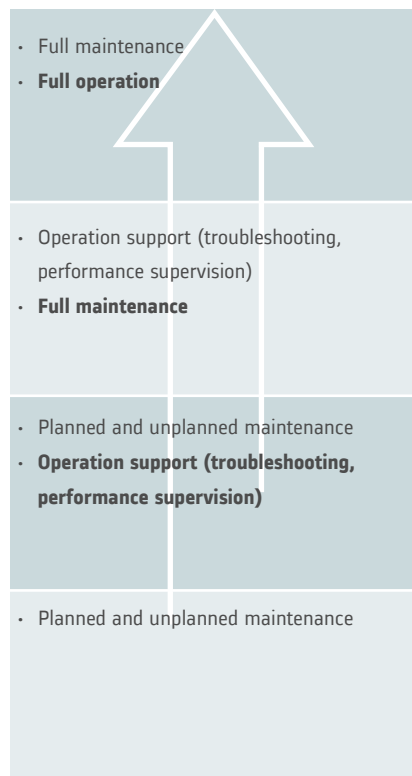 · Full maintenance
· Full operation
· Operation support (troubleshooting,
performance supervision)
· Full maintenance
· Planned and unplanned maintenance
· Operation support (troubleshooting,
performance supervision)
· Planned and unplanned maintenance